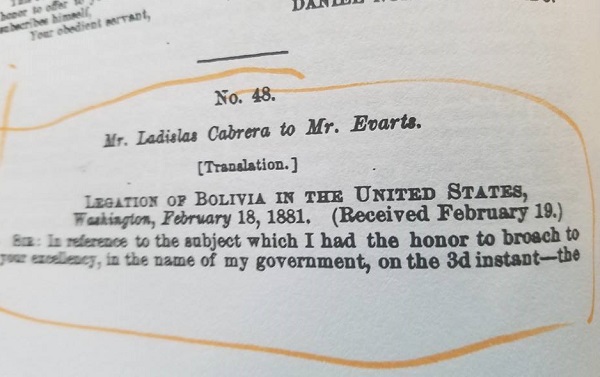 honor to offer to
subscribes himself,
Your obedient servant,
No. 48.
Mr. Ladislas Cabrera to Mr. Evarts.
[Translation.]
LEGATION OF BOLIVIA IN THE UNITED STATES,
Washington, February 18, 1881. (Received February 19.)
SIR: In reference to the subject which I had the honor to broach to
your excellency, in the name of my government, on the 3d instant—the